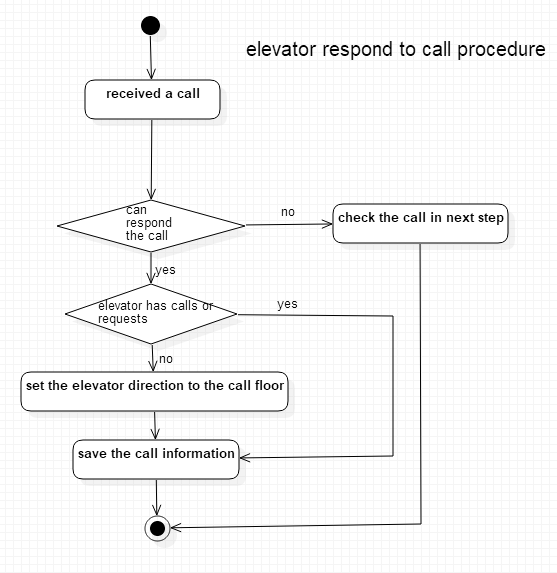 elevator respond to call procedure
received a call
can
respond
the call
no
check the call in next step
yes
elevator has calls or
requests
yes
no
set the elevator direction to the call floor
save the call information